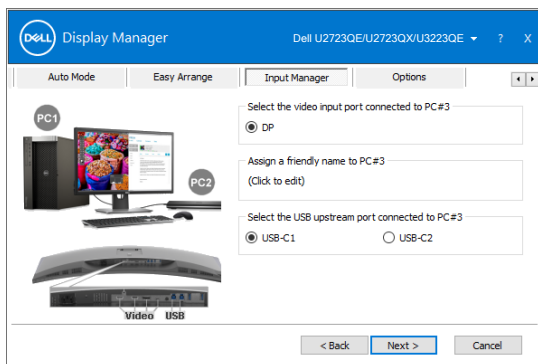 DELL Display Manager
Dell U2723QE/U2723QX/U3223QE ? X
Auto Mode Easy Arrange Input Manager Options
PC1
PC2
Video USB
Select the video input port connected to PC#3
DP
Assign a friendly name to PC#3
(Click to edit)
Select the USB upstream port connected to PC#3
USB-C1 USB-C2
< Back Next > Cancel